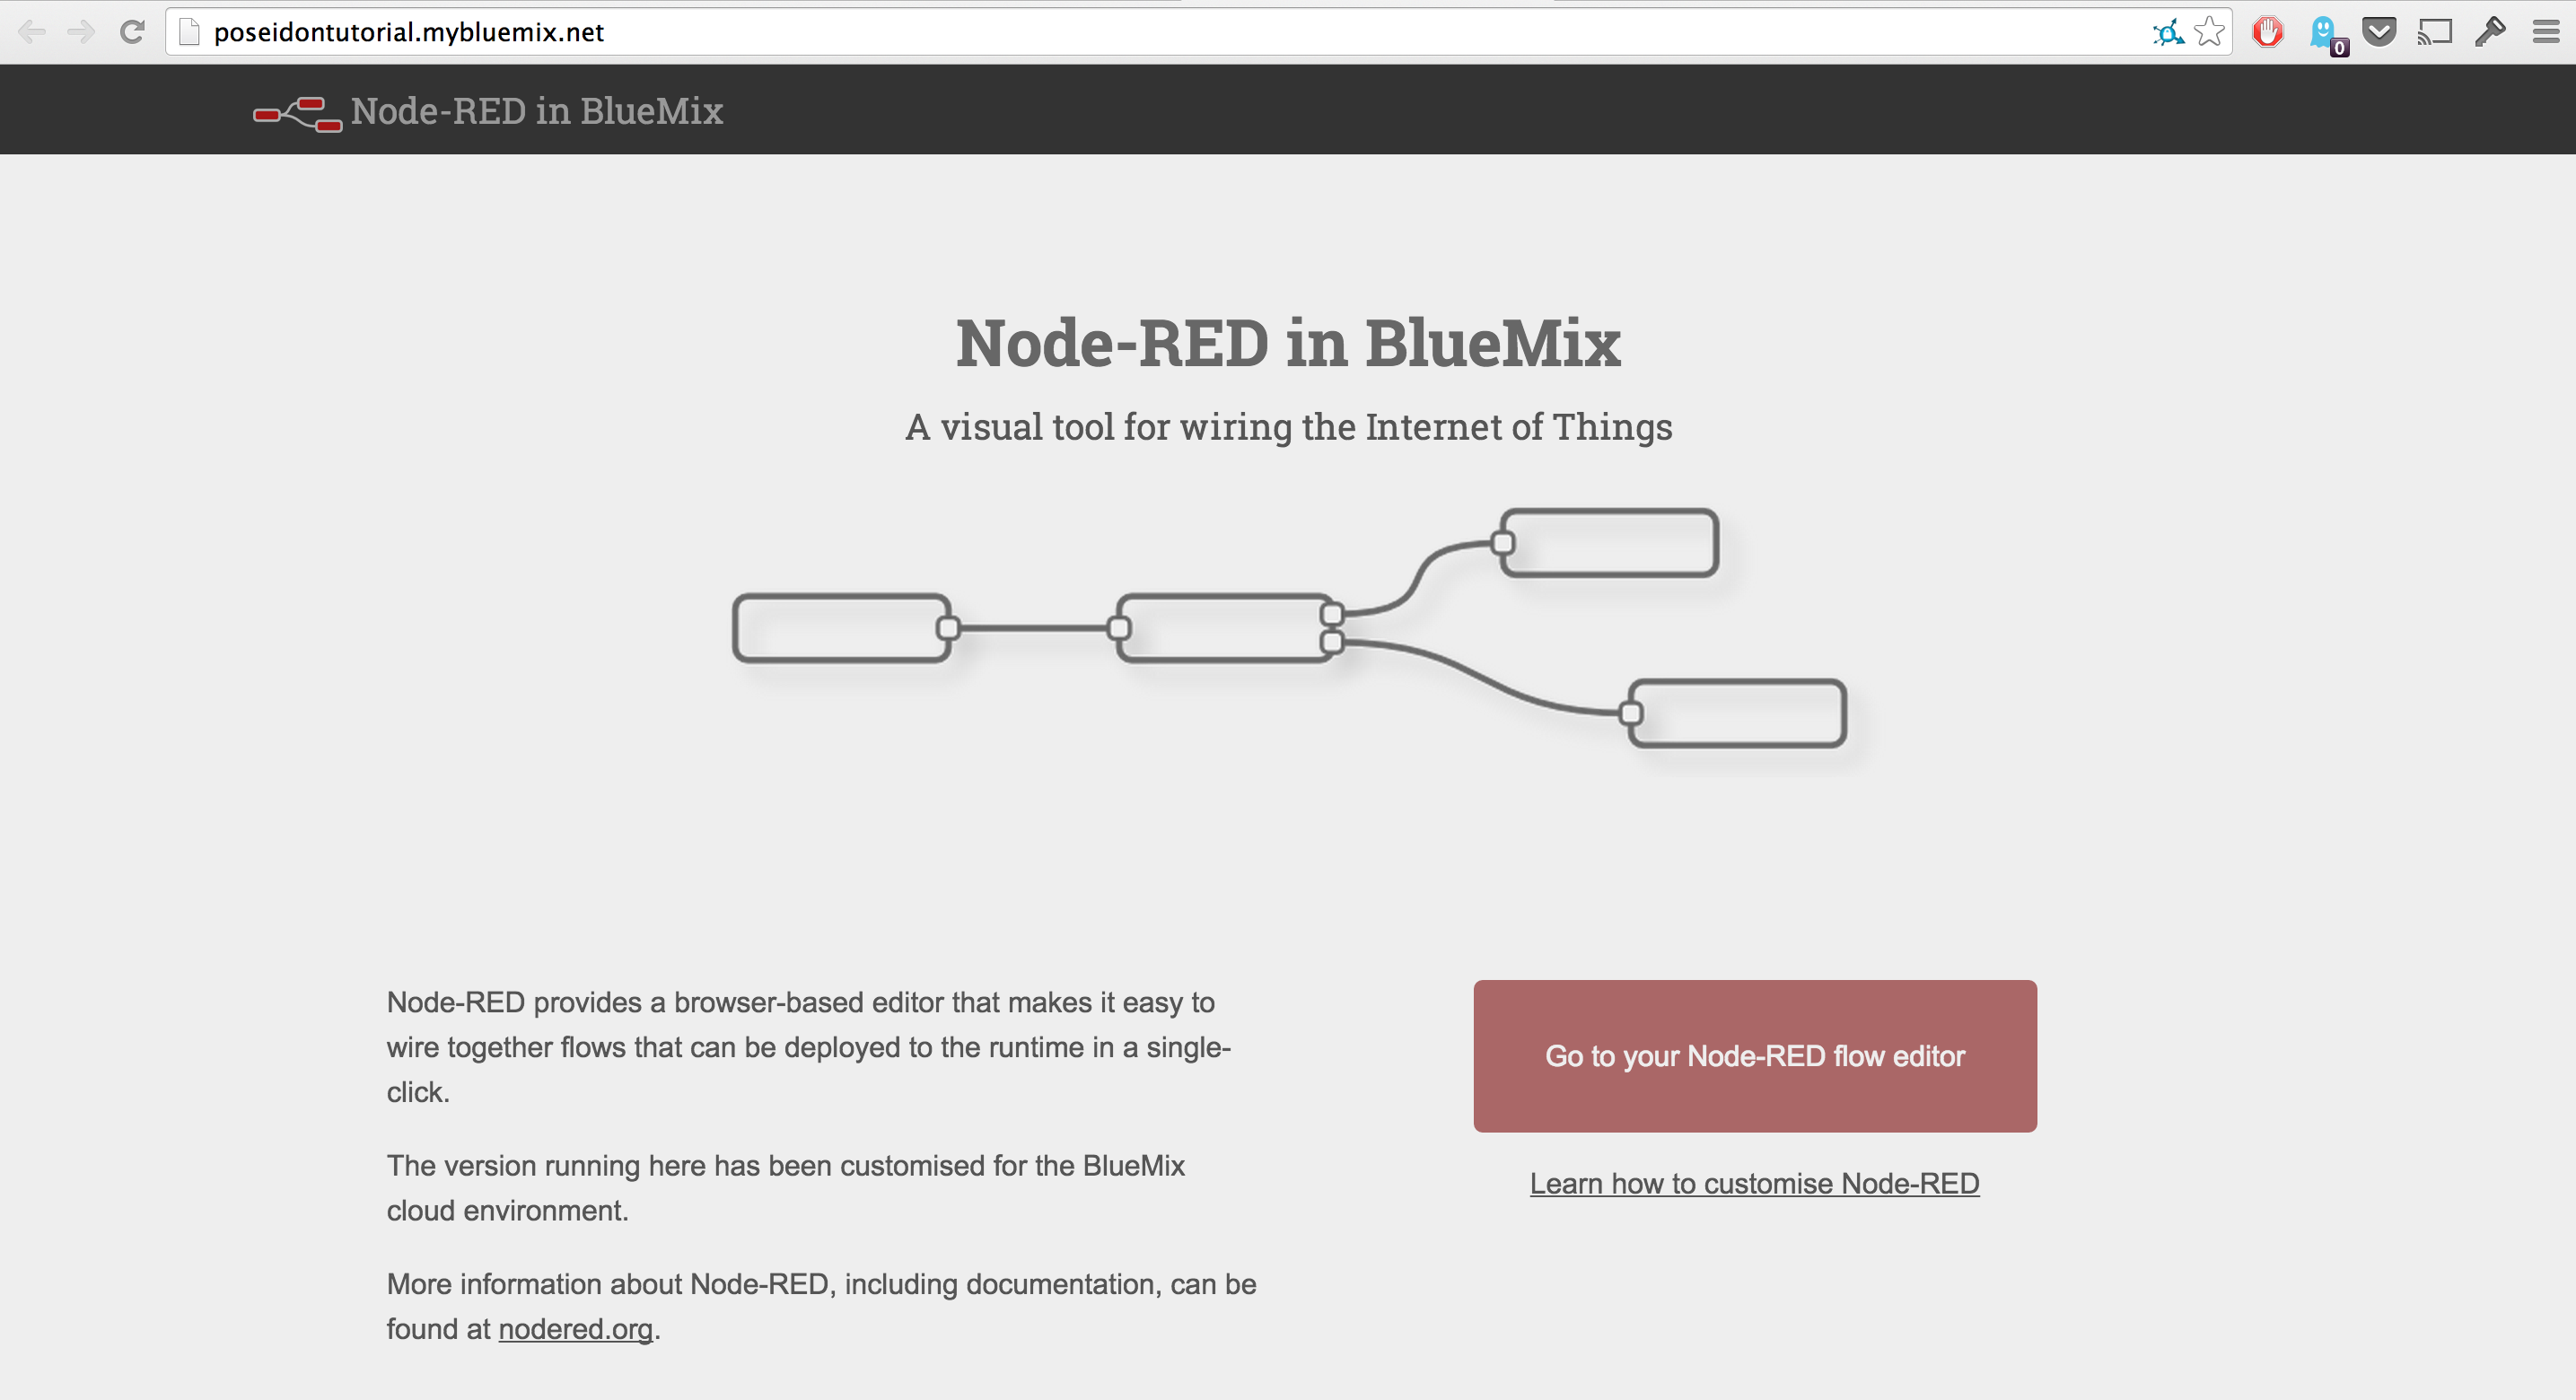 poseidontutorial.mybluemix.net
0
Node-RED in BlueMix
Node-RED in BlueMix
A visual tool for wiring the Internet of Things
Node-RED provides a browser-based editor that makes it easy to
wire together flows that can be deployed to the runtime in a single-
click.
The version running here has been customised for the BlueMix
cloud environment.
More information about Node-RED, including documentation, can be
found at nodered.org.
Go to your Node-RED flow editor
Learn how to customise Node-RED